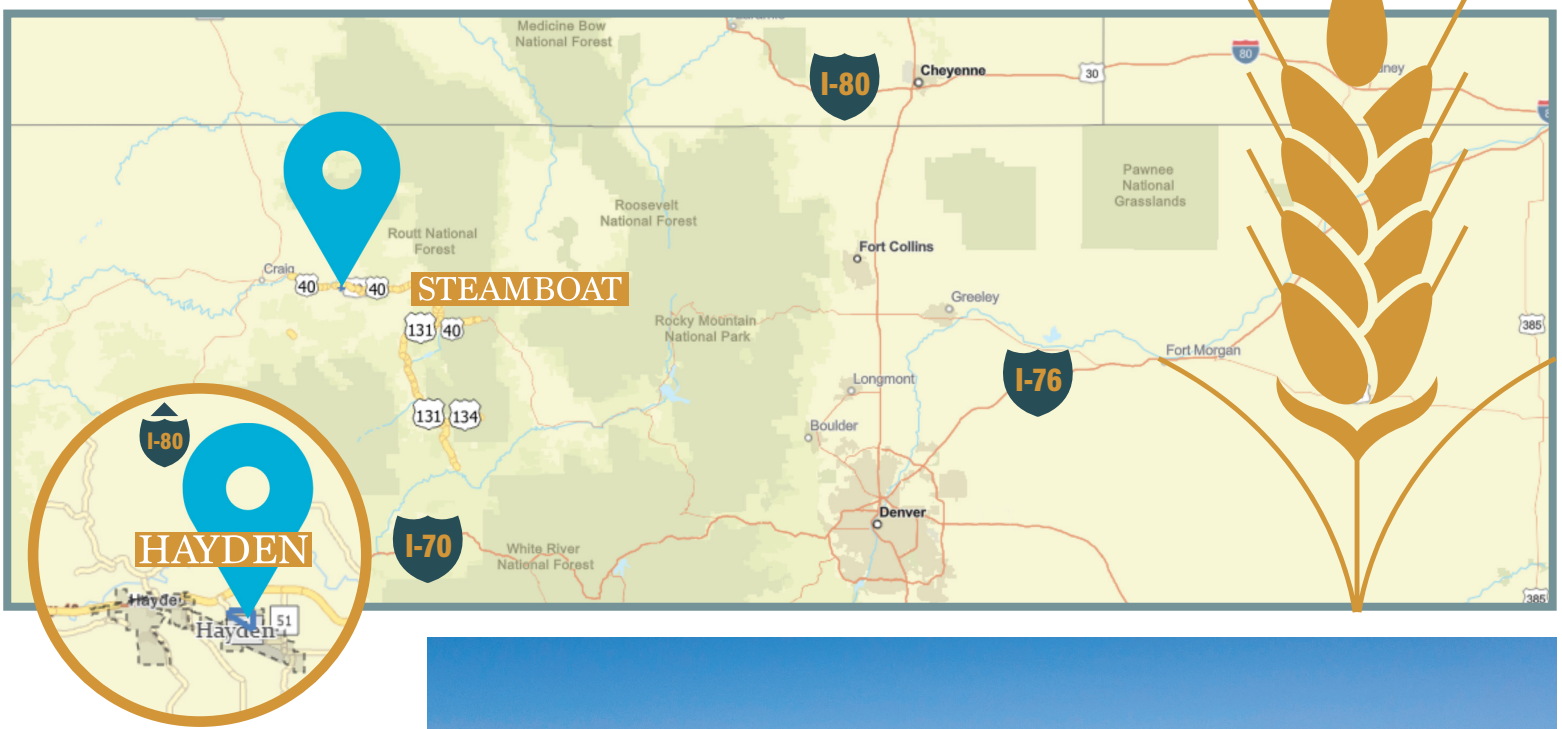 Medicine Bow
National Forest
I-80
Cheyenne
30
80
Pawnee
National
Grasslands
Roosevelt
National Forest
Routt National
Forest
Fort Collins
Craig
40
40
STEAMBOAT
Greeley
131
40
Rocky Mountain
National Park
385
Fort Morgan
I-76
Longmont
131
134
Boulder
I-80
Denver
I-70
HAYDEN
White River
National Forest
385
Hayden
51